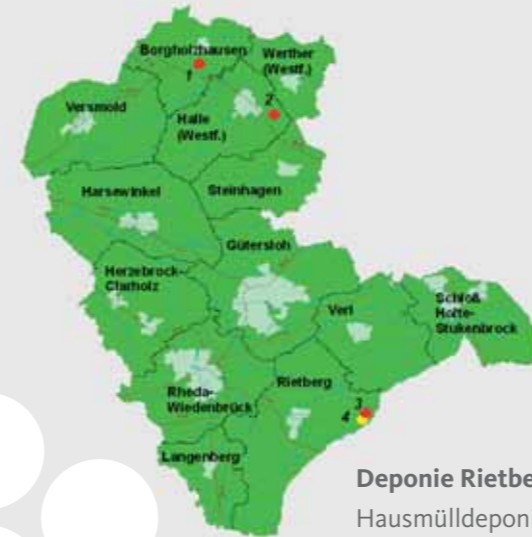 Borgholzhausen
Werther
(Westf.)
1
2
Versmold
Halle
(Westf.)
Harsewinkel
Steinhagen
Gütersloh
Herzebrock-
Clarholz
Verl
Schloß
Holte-
Stukenbrock
Rheda-
Wiedenbrück
Rietberg
3
4
Langenberg
Deponie Rietbe
Hausmülldeponi